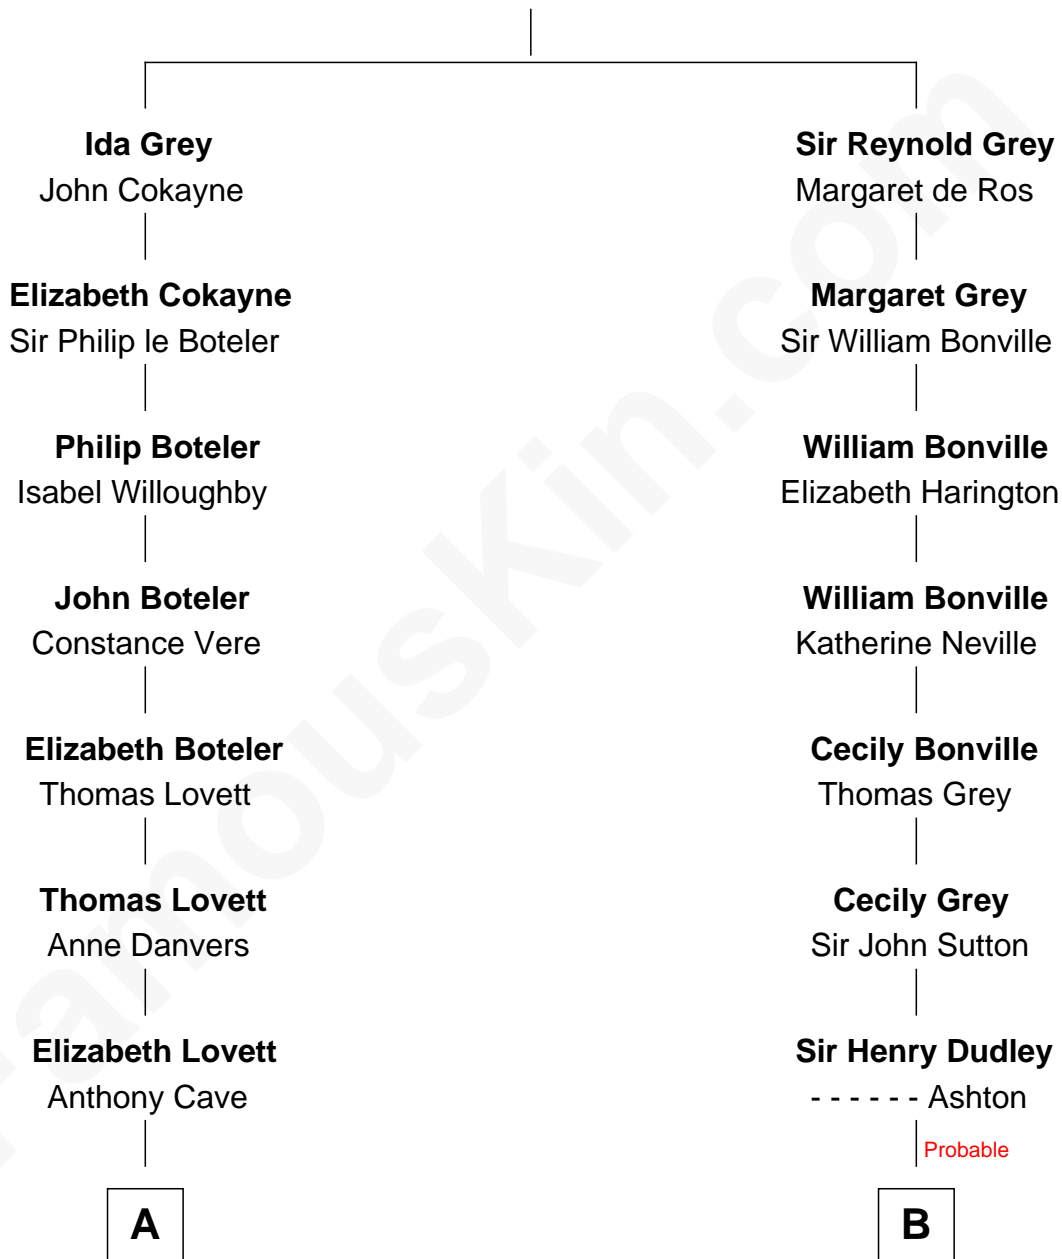 Ida Grey
John Cokayne
Elizabeth Cokayne
Sir Philip le Boteler
Philip Boteler
Isabel Willoughby
John Boteler
Constance Vere
Elizabeth Boteler
Thomas Lovett
Thomas Lovett
Anne Danvers
Elizabeth Lovett
Anthony Cave
A
Sir Reynold Grey
Margaret de Ros
Margaret Grey
Sir William Bonville
William Bonville
Elizabeth Harington
William Bonville
Katherine Neville
Cecily Bonville
Thomas Grey
Cecily Grey
Sir John Sutton
Sir Henry Dudley
- - - - - - Ashton
Probable
B
FamousKin.com